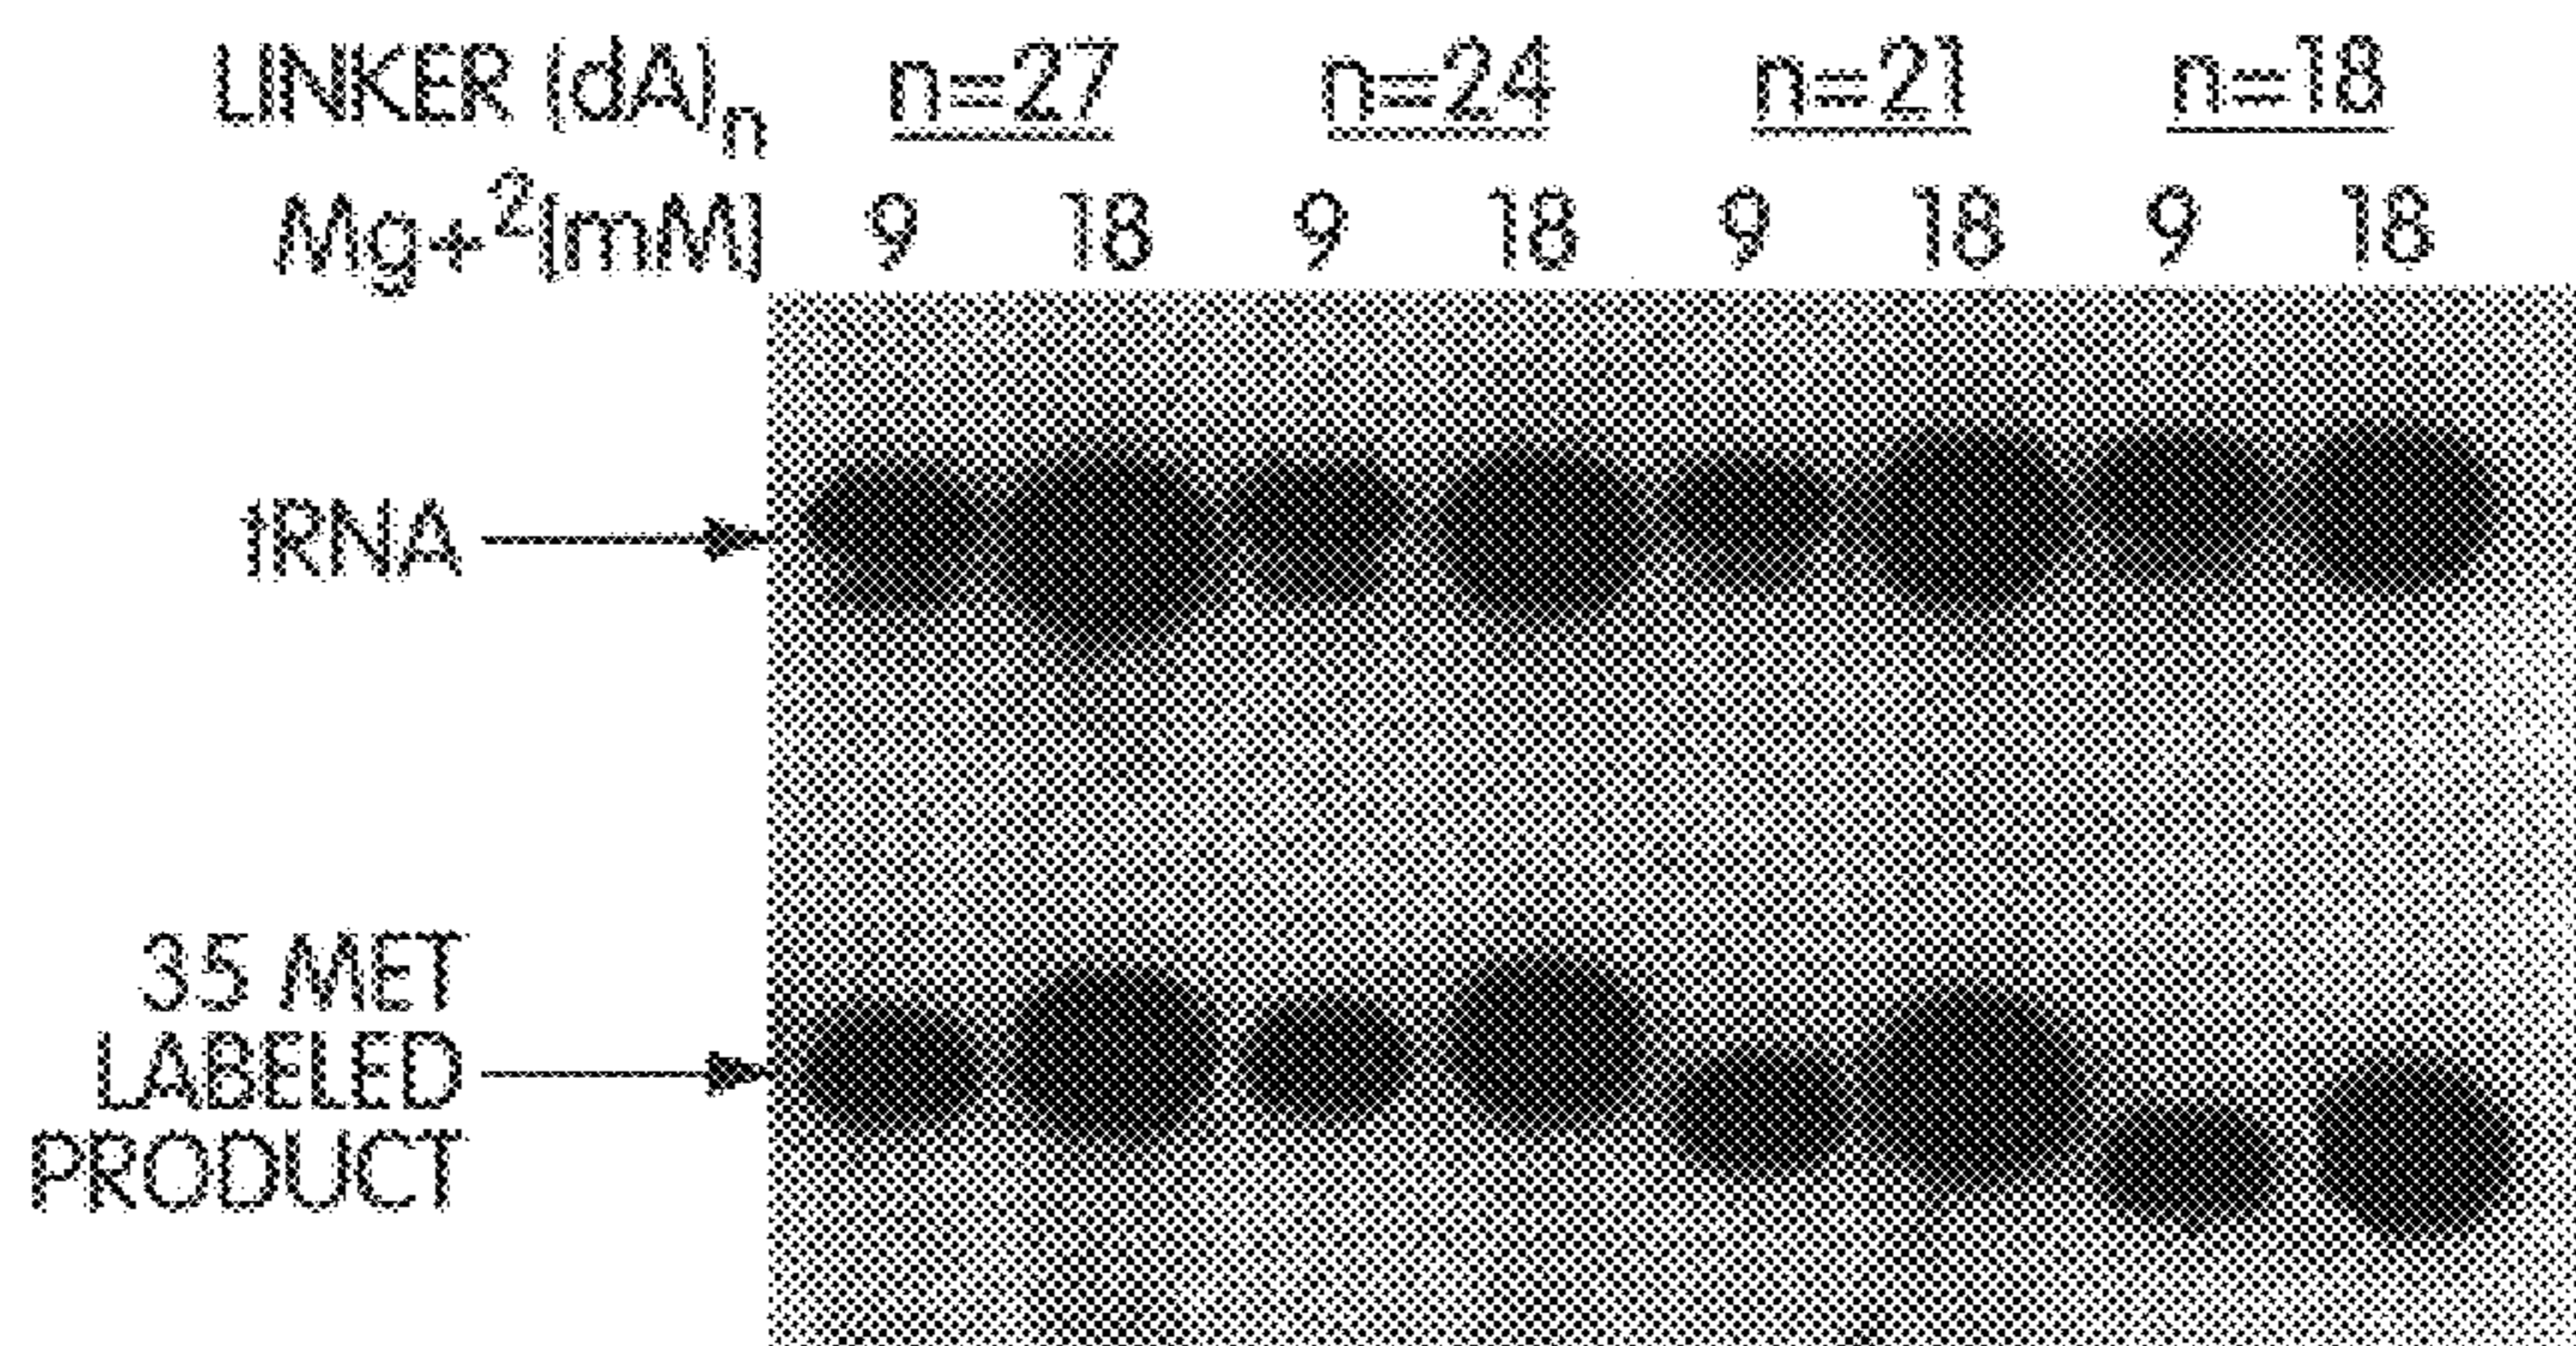 LINKER (dA)n n=27 n=24 n=21 n=18
Mg+2[mM] 9 18 9 18 9 18 9 18
tRNA
35 MET
LABELED
PRODUCT